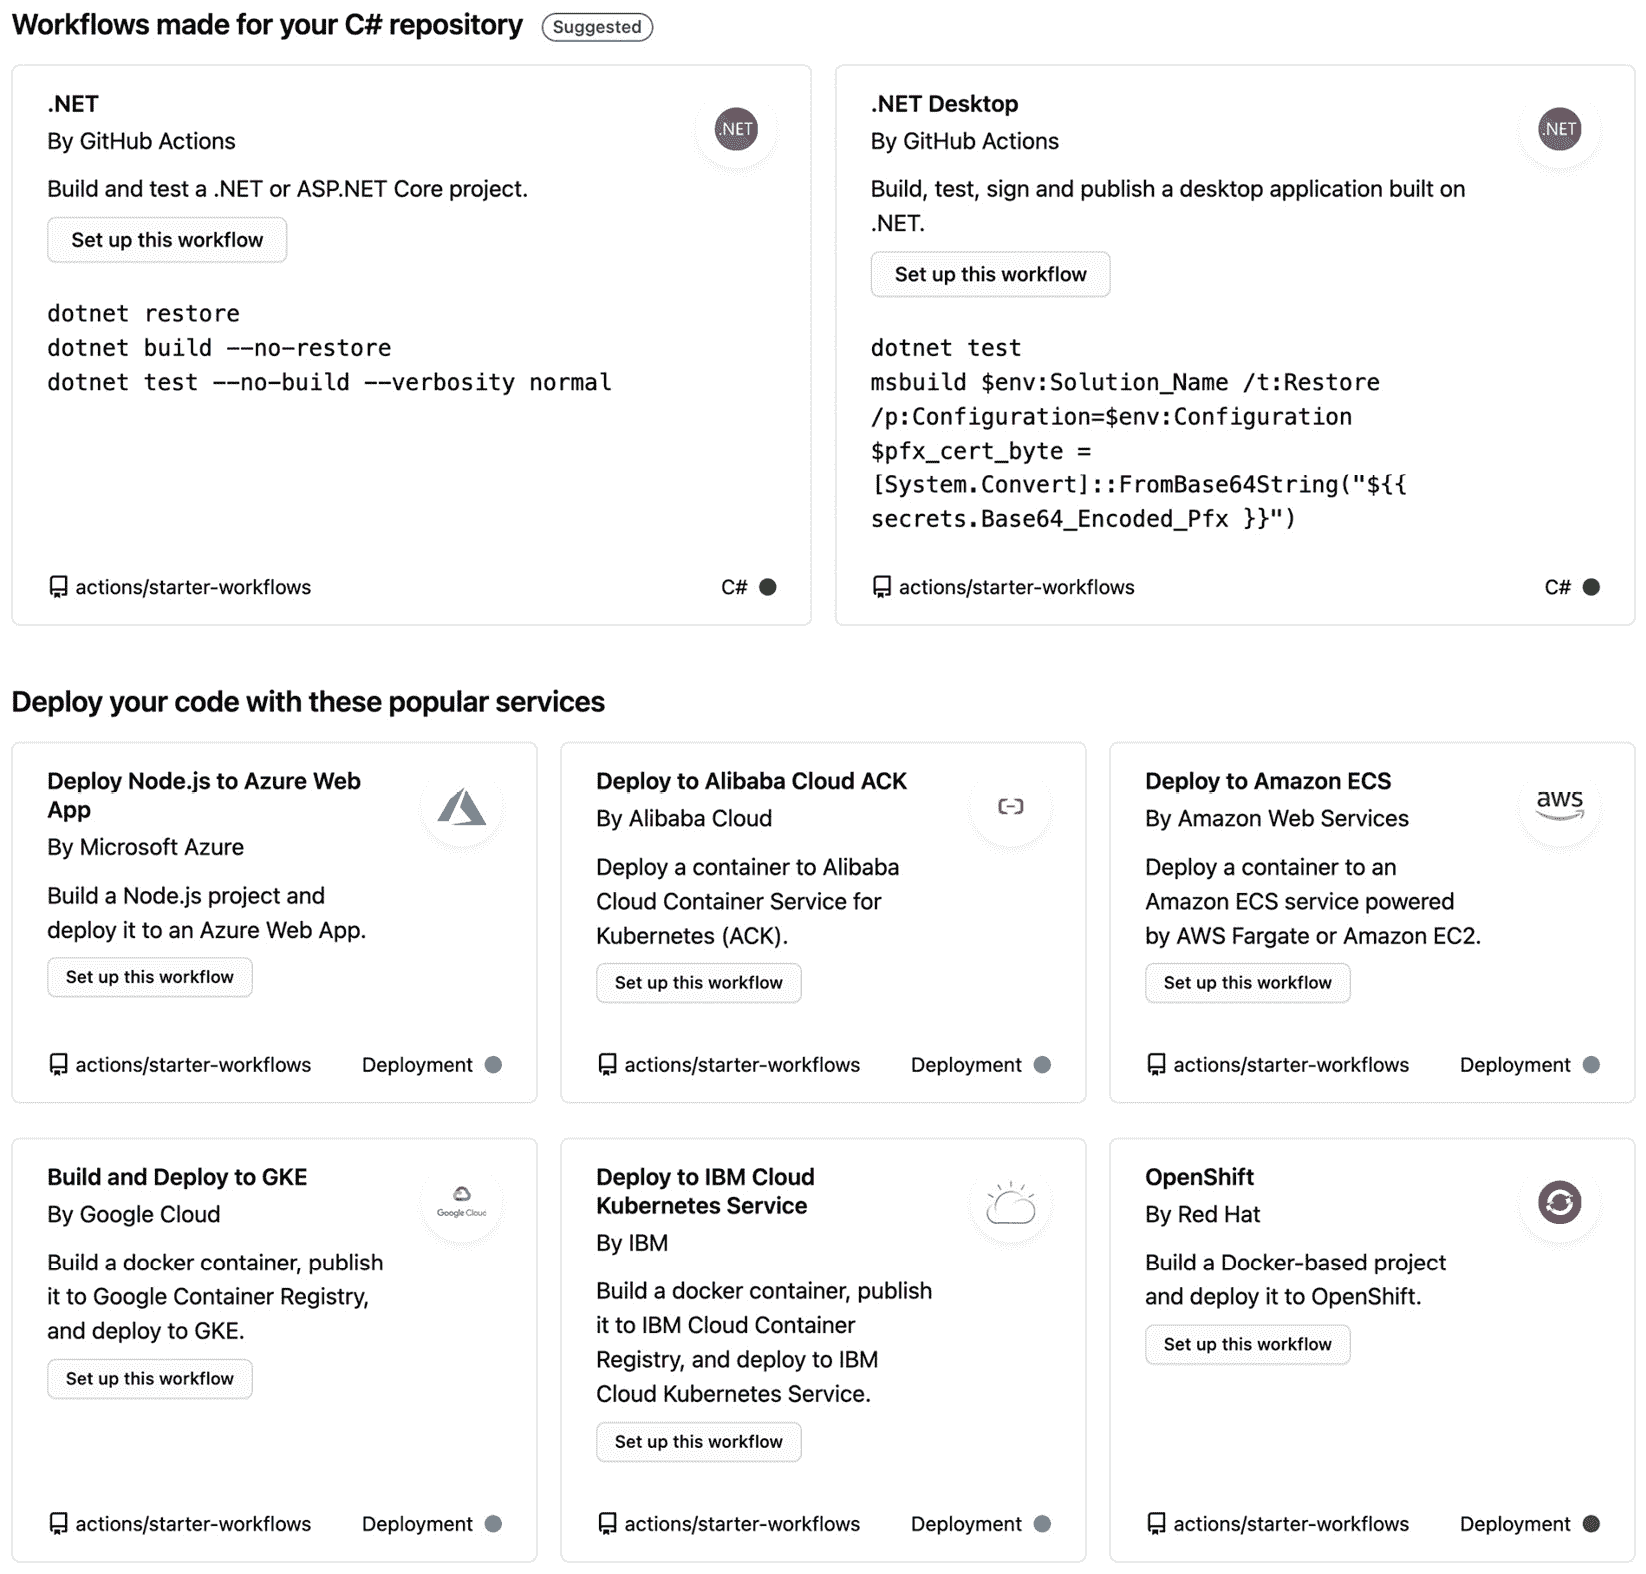 Workflows made for your C# repository Suggested
.NET
By GitHub Actions
.NET
Build and test a .NET or ASP.NET Core project.
Set up this workflow
dotnet restore
dotnet build --no-restore
dotnet test --no-build --verbosity normal
actions/starter-workflows C#
.NET Desktop
By GitHub Actions
.NET
Build, test, sign and publish a desktop application built on
.NET.
Set up this workflow
dotnet test
msbuild $env:Solution_Name /t:Restore
/p:Configuration=$env:Configuration
$pfx_cert_byte =
[System.Convert]::FromBase64String("${{
secrets.Base64_Encoded_Pfx }}")
actions/starter-workflows C#
Deploy your code with these popular services
Deploy Node.js to Azure Web
App
By Microsoft Azure
Build a Node.js project and
deploy it to an Azure Web App.
Set up this workflow
actions/starter-workflows Deployment
Deploy to Alibaba Cloud ACK
By Alibaba Cloud
Deploy a container to Alibaba
Cloud Container Service for
Kubernetes (ACK).
Set up this workflow
actions/starter-workflows Deployment
Deploy to Amazon ECS
By Amazon Web Services
aws
Deploy a container to an
Amazon ECS service powered
by AWS Fargate or Amazon EC2.
Set up this workflow
actions/starter-workflows Deployment
Build and Deploy to GKE
By Google Cloud
Google Cloud
Build a docker container, publish
it to Google Container Registry,
and deploy to GKE.
Set up this workflow
actions/starter-workflows Deployment
Deploy to IBM Cloud
Kubernetes Service
By IBM
Build a docker container, publish
it to IBM Cloud Container
Registry, and deploy to IBM
Cloud Kubernetes Service.
Set up this workflow
actions/starter-workflows Deployment
OpenShift
By Red Hat
Build a Docker-based project
and deploy it to OpenShift.
Set up this workflow
actions/starter-workflows Deployment